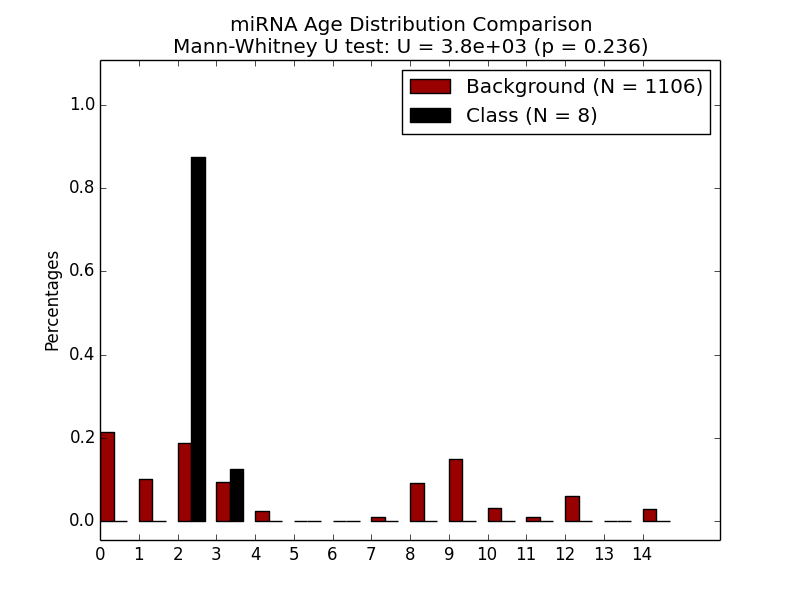 miRNA Age Distribution Comparison
Mann-Whitney U test: U = 3.8e+03 (p = 0.236)
Background (N = 1106)
Class (N = 8)
Percentages
1.0
0.8
0.6
0.4
0.2
0.0
0 1 2 3 4 5 6 7 8 9 10 11 12 13 14